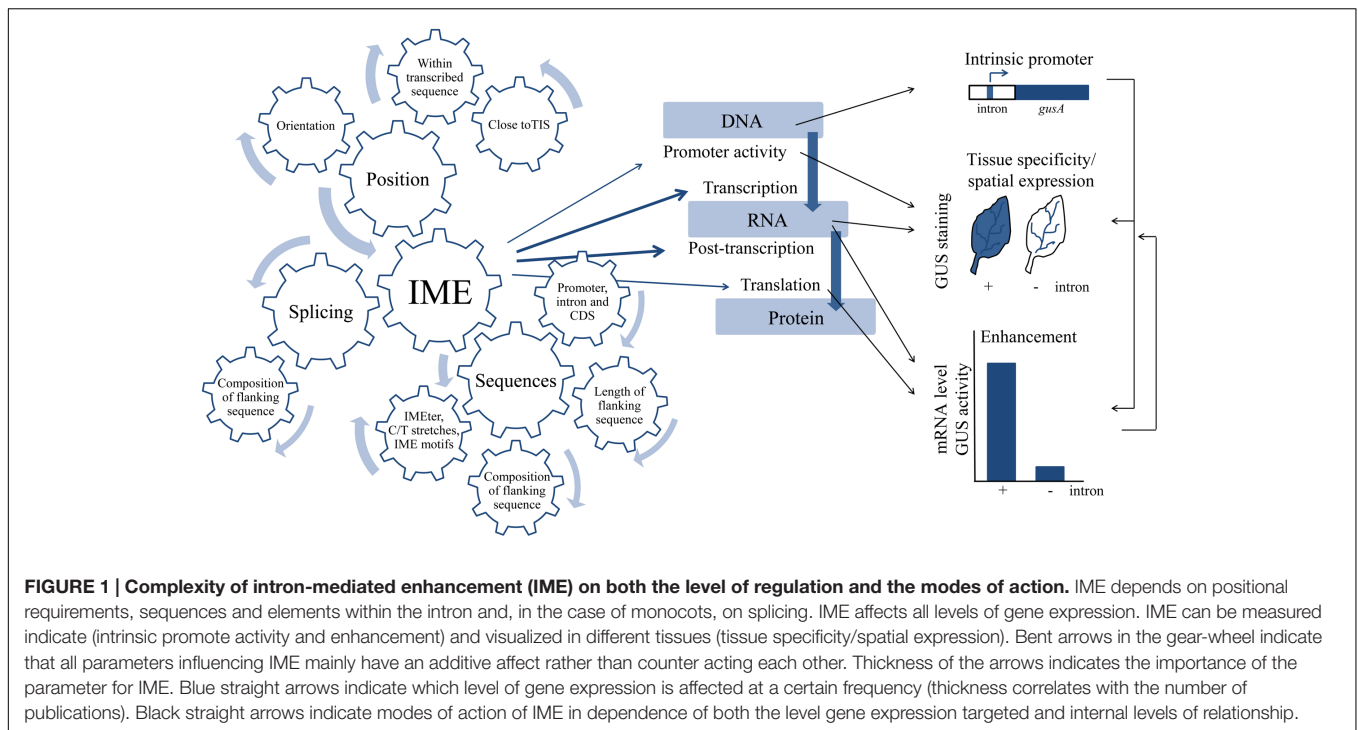 Within
transcribed
sequence
Orientation
Close toTIS
Position
IME
Splicing
Promoter,
intron and
CDS
Sequences
Composition
of flanking
sequence
IMEter,
C/T stretches,
IME motifs
Length of
flanking
sequence
Composition
of flanking
sequence
DNA
Promoter activity
Transcription
RNA
Post-transcription
Translation
Protein
Intrinsic promoter
intron
gusA
Tissue specificity/
spatial expression
GUS staining
+ - intron
Enhancement
mRNA level
GUS activity
+ - intron
FIGURE 1 | Complexity of intron-mediated enhancement (IME) on both the level of regulation and the modes of action. IME depends on positional
requirements, sequences and elements within the intron and, in the case of monocots, on splicing. IME affects all levels of gene expression. IME can be measured
indicate (intrinsic promote activity and enhancement) and visualized in different tissues (tissue specificity/spatial expression). Bent arrows in the gear-wheel indicate
that all parameters influencing IME mainly have an additive affect rather than counter acting each other. Thickness of the arrows indicates the importance of the
parameter for IME. Blue straight arrows indicate which level of gene expression is affected at a certain frequency (thickness correlates with the number of
publications). Black straight arrows indicate modes of action of IME in dependence of both the level gene expression targeted and internal levels of relationship.